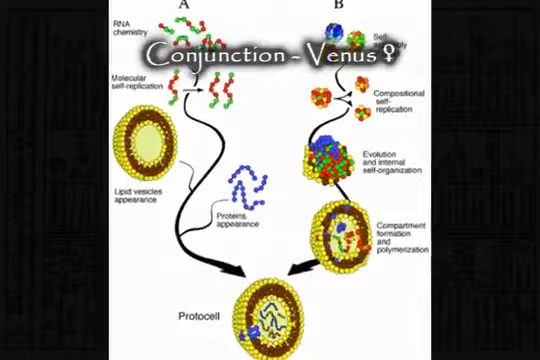 A
B
RNA
chemistry
Conjunction - Venus ♀
Molecular
self-replication
Compositional
self-
replication
Evolution and internal
self-organization
Lipid vesicles
appearance
Proteins
appearance
Compartment
formation
and
polymerization
Protocell